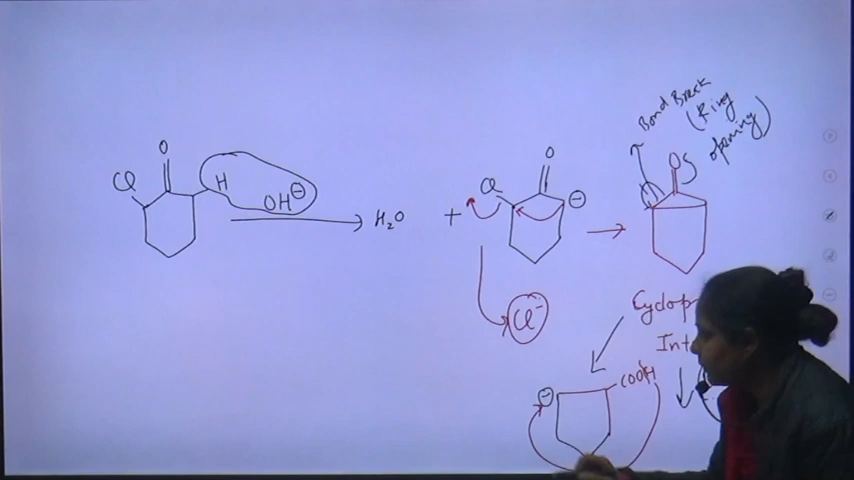 Bond Break
(Ring
opening)
O
Cl
H
OH⊖
H₂O
+
O
Cl
⊖
O
Cl⁻
Cyclop
Int
⊖
COOH